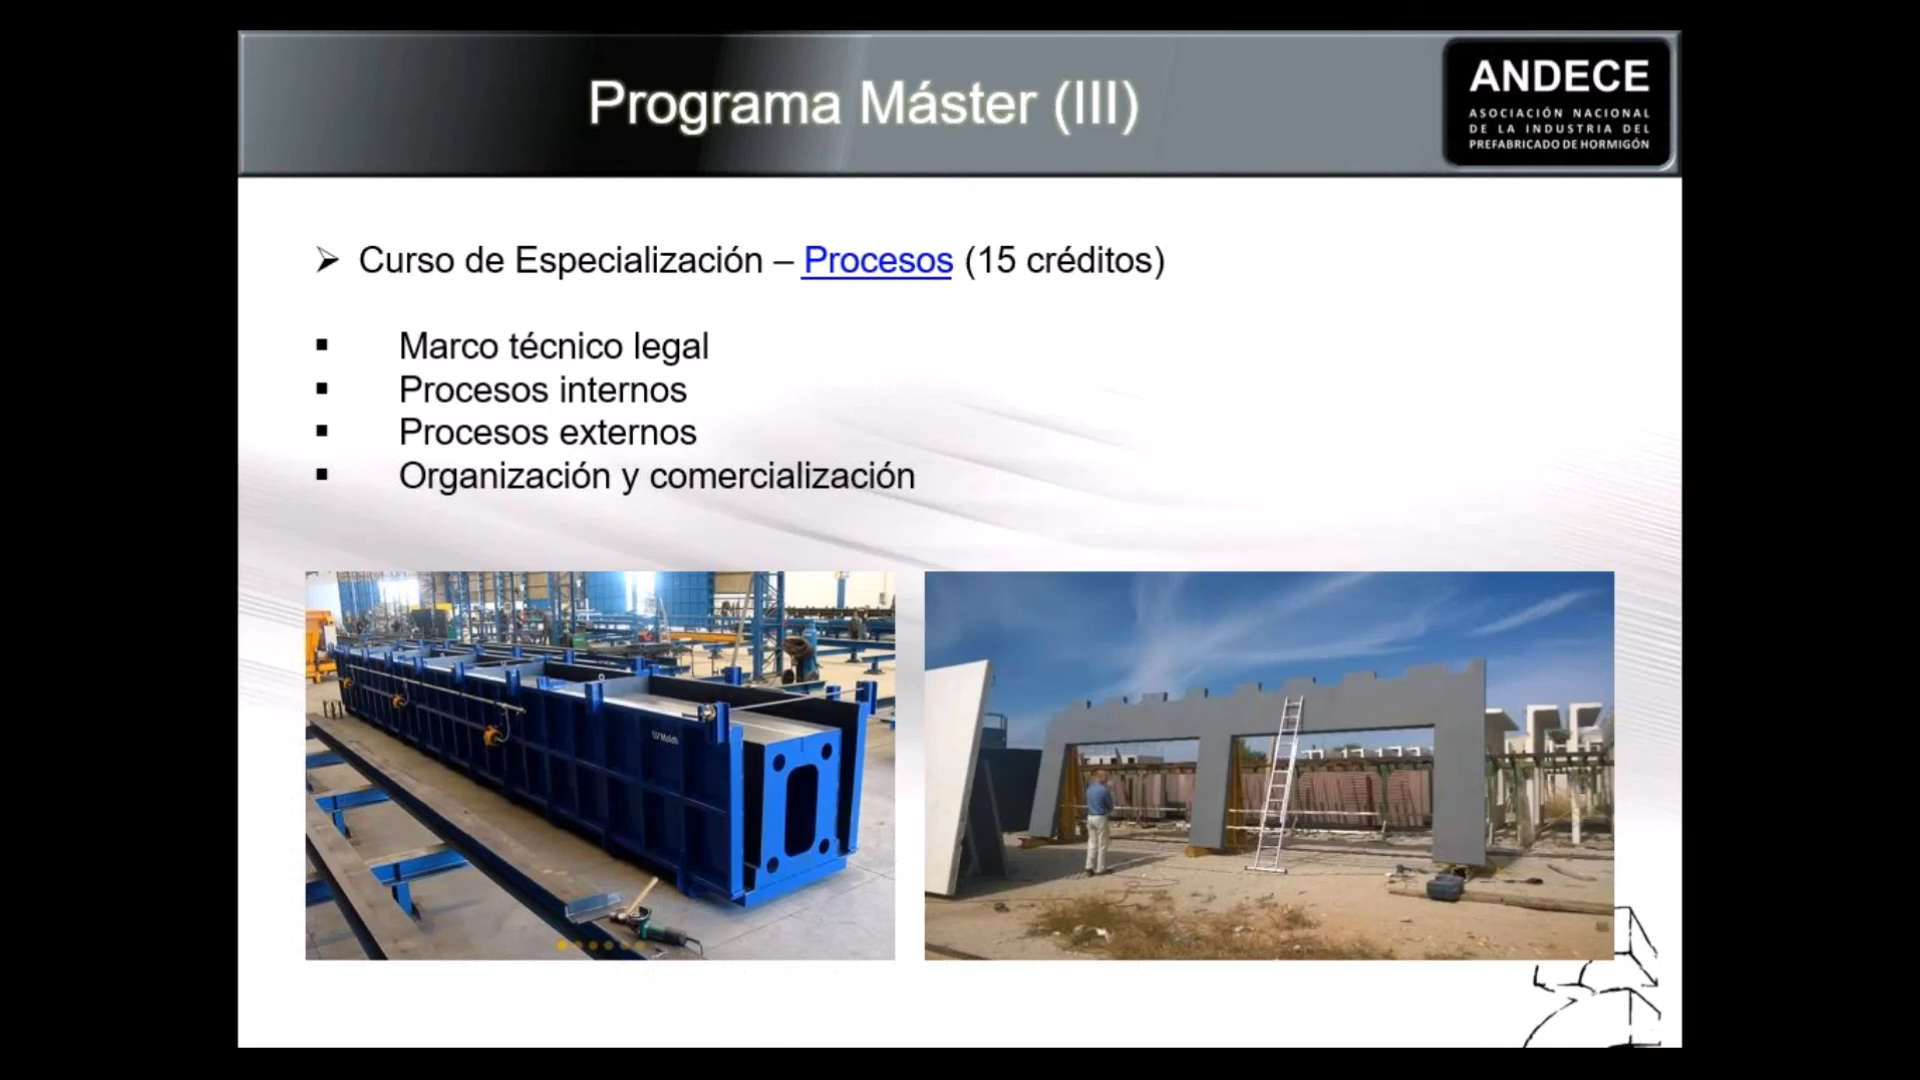 Programa Máster (III)
ANDECE
ASOCIACIÓN NACIONAL
DE LA INDUSTRIA DEL
PREFABRICADO DE HORMIGÓN
➢ Curso de Especialización – Procesos (15 créditos)
▪ Marco técnico legal
▪ Procesos internos
▪ Procesos externos
▪ Organización y comercialización